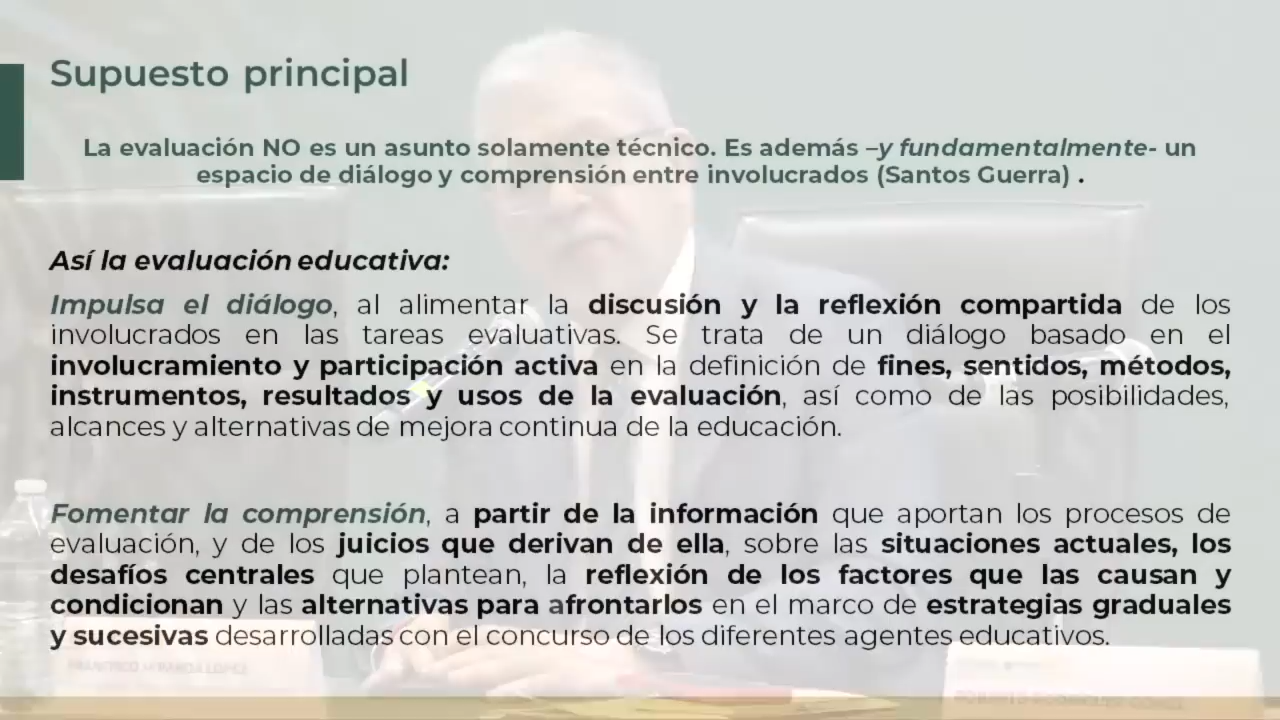 Supuesto principal
La evaluación NO es un asunto solamente técnico. Es además –y fundamentalmente- un
espacio de diálogo y comprensión entre involucrados (Santos Guerra) .
Así la evaluación educativa:
Impulsa el diálogo, al alimentar la discusión y la reflexión compartida de los
involucrados en las tareas evaluativas. Se trata de un diálogo basado en el
involucramiento y participación activa en la definición de fines, sentidos, métodos,
instrumentos, resultados y usos de la evaluación, así como de las posibilidades,
alcances y alternativas de mejora continua de la educación.
Fomentar la comprensión, a partir de la información que aportan los procesos de
evaluación, y de los juicios que derivan de ella, sobre las situaciones actuales, los
desafíos centrales que plantean, la reflexión de los factores que las causan y
condicionan y las alternativas para afrontarlos en el marco de estrategias graduales
y sucesivas desarrolladas con el concurso de los diferentes agentes educativos.
FRANCISCO MIRANDA LÓPEZ